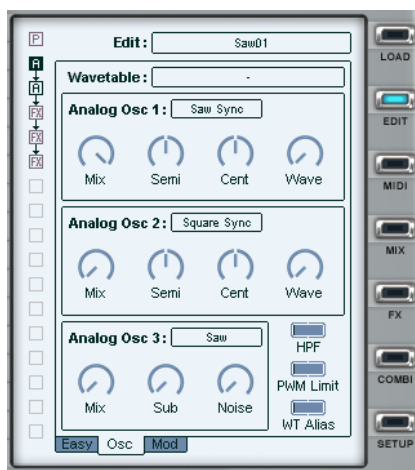 P
Edit: Saw01
LOAD
A
A
FX
FX
FX
Wavetable: -
EDIT
Analog Osc 1: Saw Sync
Mix Semi Cent Wave
MIDI
Analog Osc 2: Square Sync
MIX
Mix Semi Cent Wave
FX
Analog Osc 3: Saw
HPF
PWM Limit
COMBI
Mix Sub Noise
WT Alias
Easy Osc Mod
SETUP